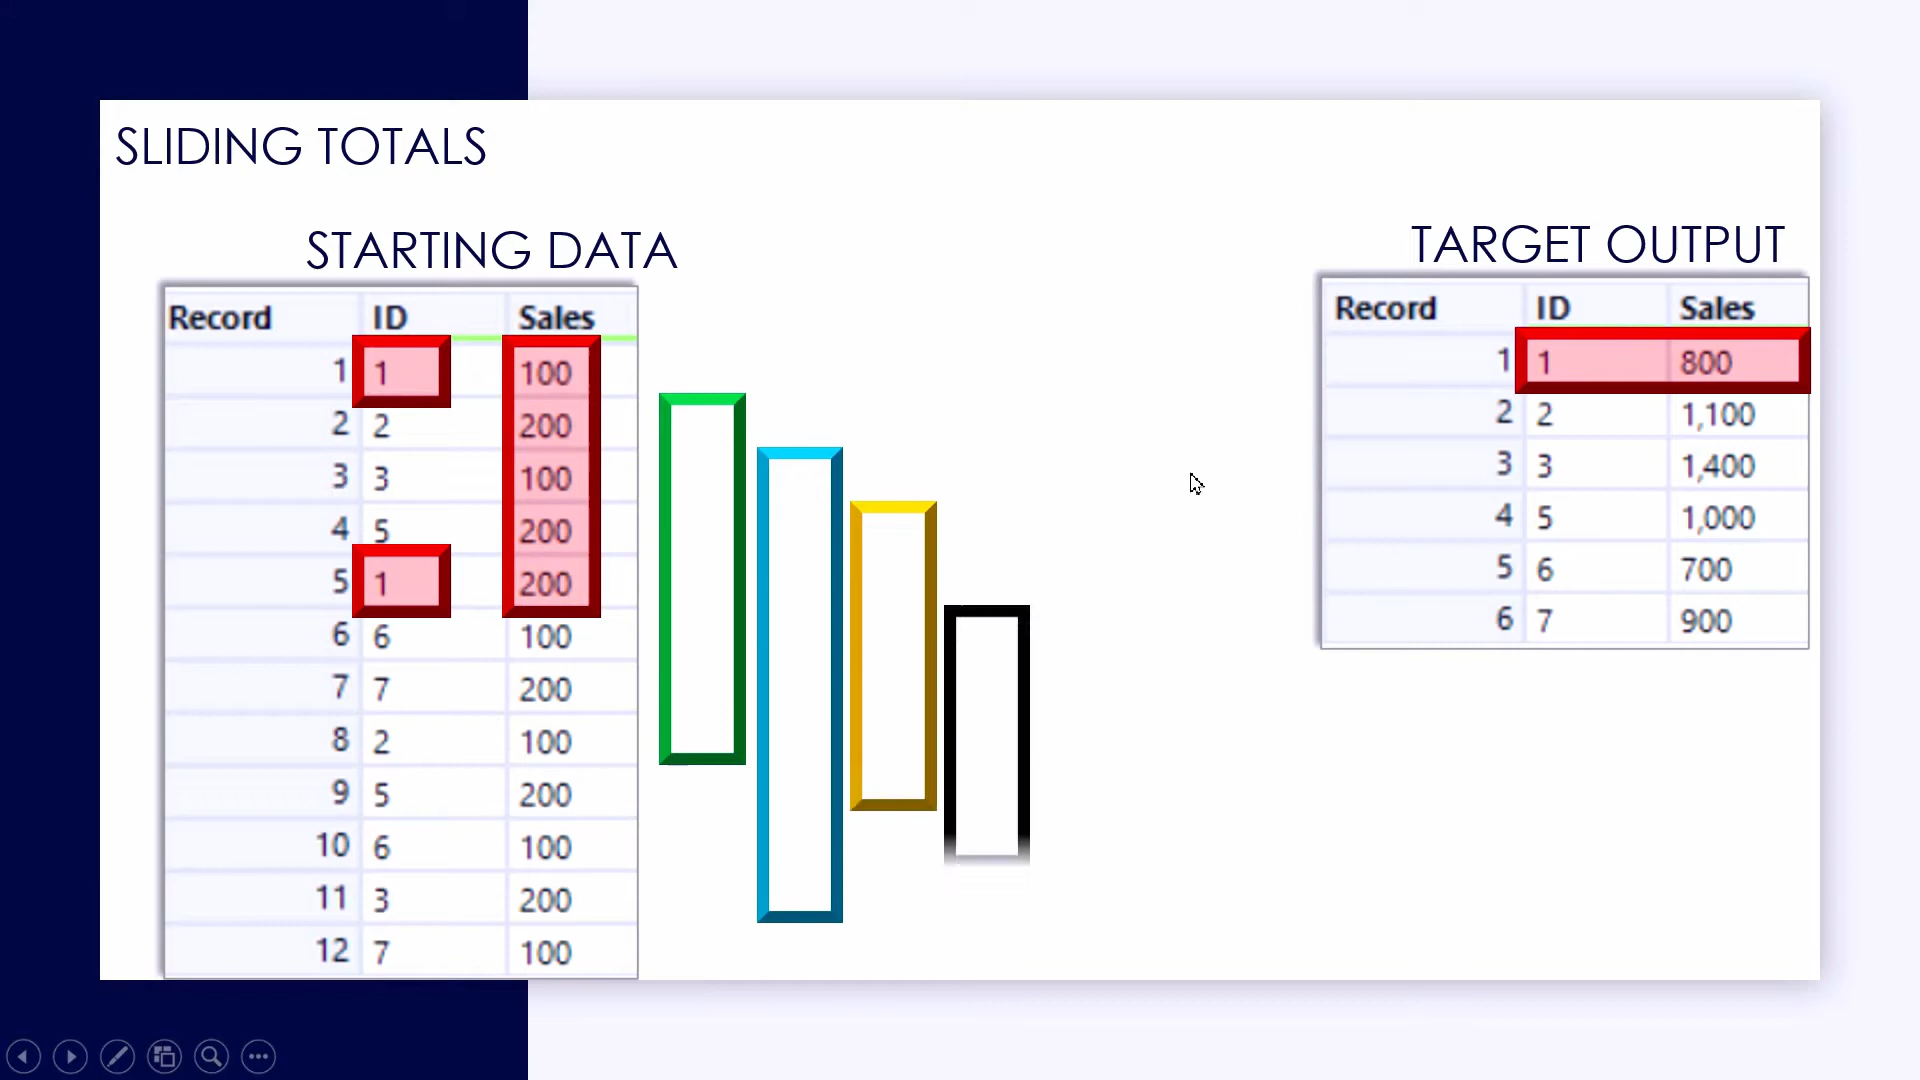 SLIDING TOTALS
STARTING DATA
Record ID Sales
1 1 100
2 2 200
3 3 100
4 5 200
5 1 200
6 6 100
7 7 200
8 2 100
9 5 200
10 6 100
11 3 200
12 7 100
TARGET OUTPUT
Record ID Sales
1 1 800
2 2 1,100
3 3 1,400
4 5 1,000
5 6 700
6 7 900